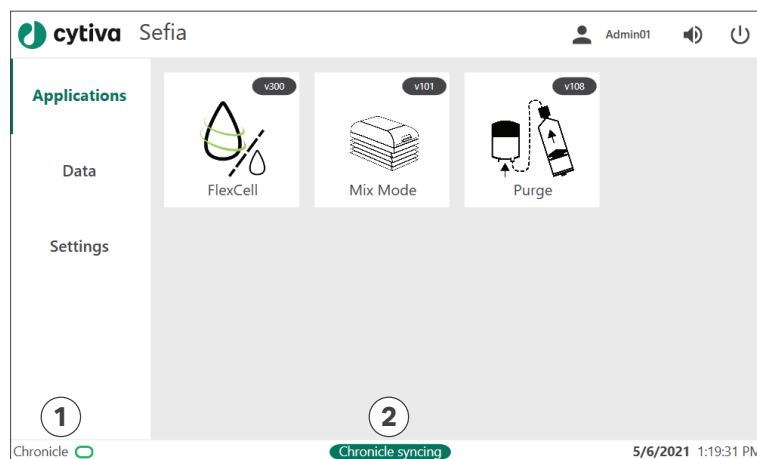 cytiva Sefia
Admin01
Applications
Data
Settings
v300
FlexCell
v101
Mix Mode
v108
Purge
1
2
Chronicle
Chronicle syncing
5/6/2021 1:19:31 PM